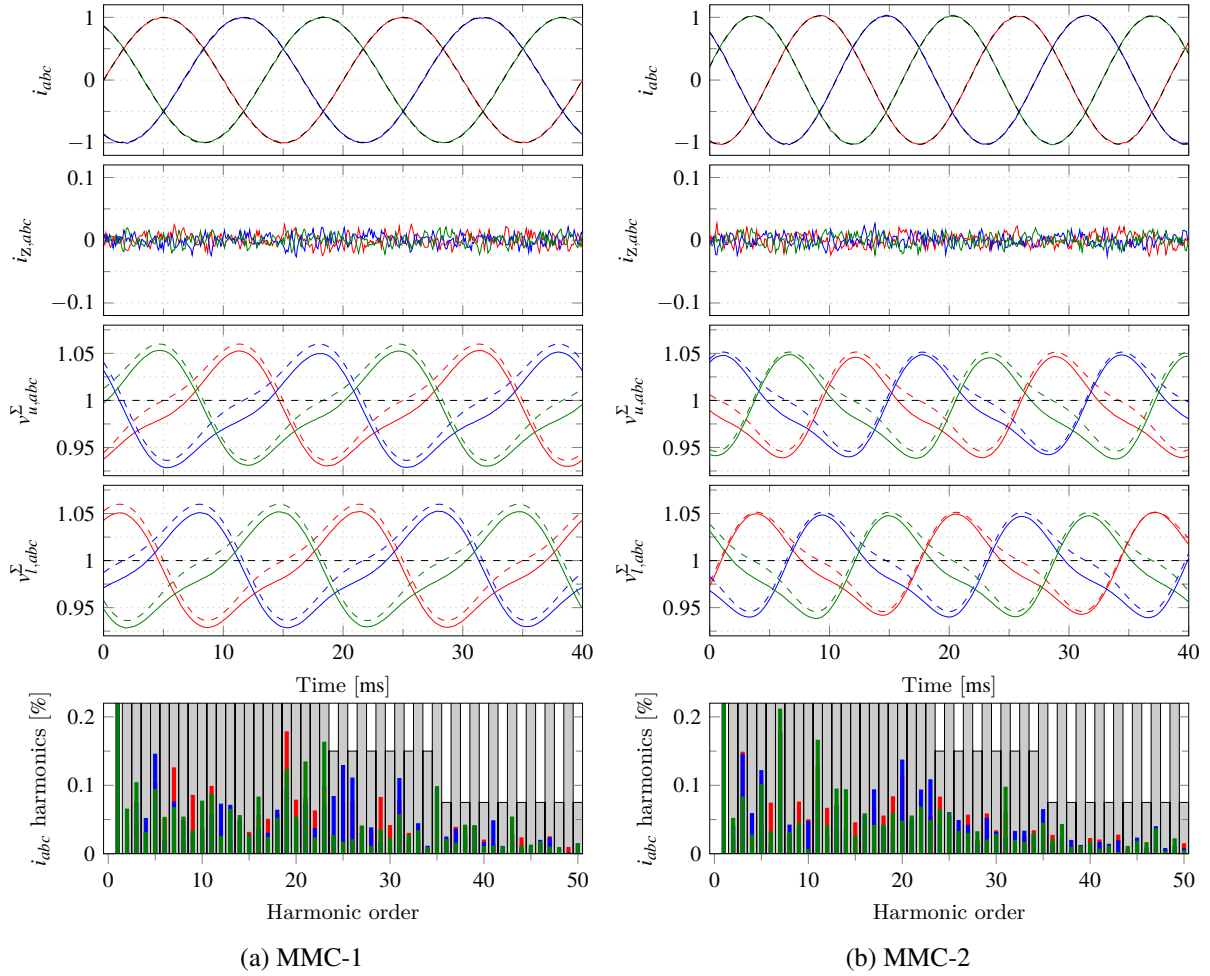 1
0
−1
i_abc
0.1
0
−0.1
i_Z,abc
1.05
1
0.95
v^Σ_u,abc
1.05
1
0.95
v^Σ_l,abc
0 10 20 30 40
Time [ms]
0.2
0.1
0
i_abc harmonics [%]
0 10 20 30 40 50
Harmonic order
(a) MMC-1
1
0
−1
i_abc
0.1
0
−0.1
i_Z,abc
1.05
1
0.95
v^Σ_u,abc
1.05
1
0.95
v^Σ_l,abc
0 10 20 30 40
Time [ms]
0.2
0.1
0
i_abc harmonics [%]
0 10 20 30 40 50
Harmonic order
(b) MMC-2